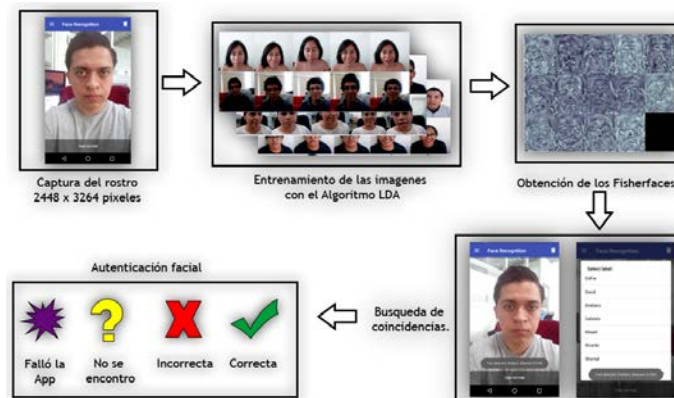 Face Recognition
Captura del rostro
2448 x 3264 pixeles
Entrenamiento de las imagenes
con el Algoritmo LDA
Obtención de los Fisherfaces
Face Recognition
Face Recognition
Select label
David
Busqueda de
coincidencias.
Autenticación facial
Falló la
App
No se
encontro
Incorrecta
Correcta